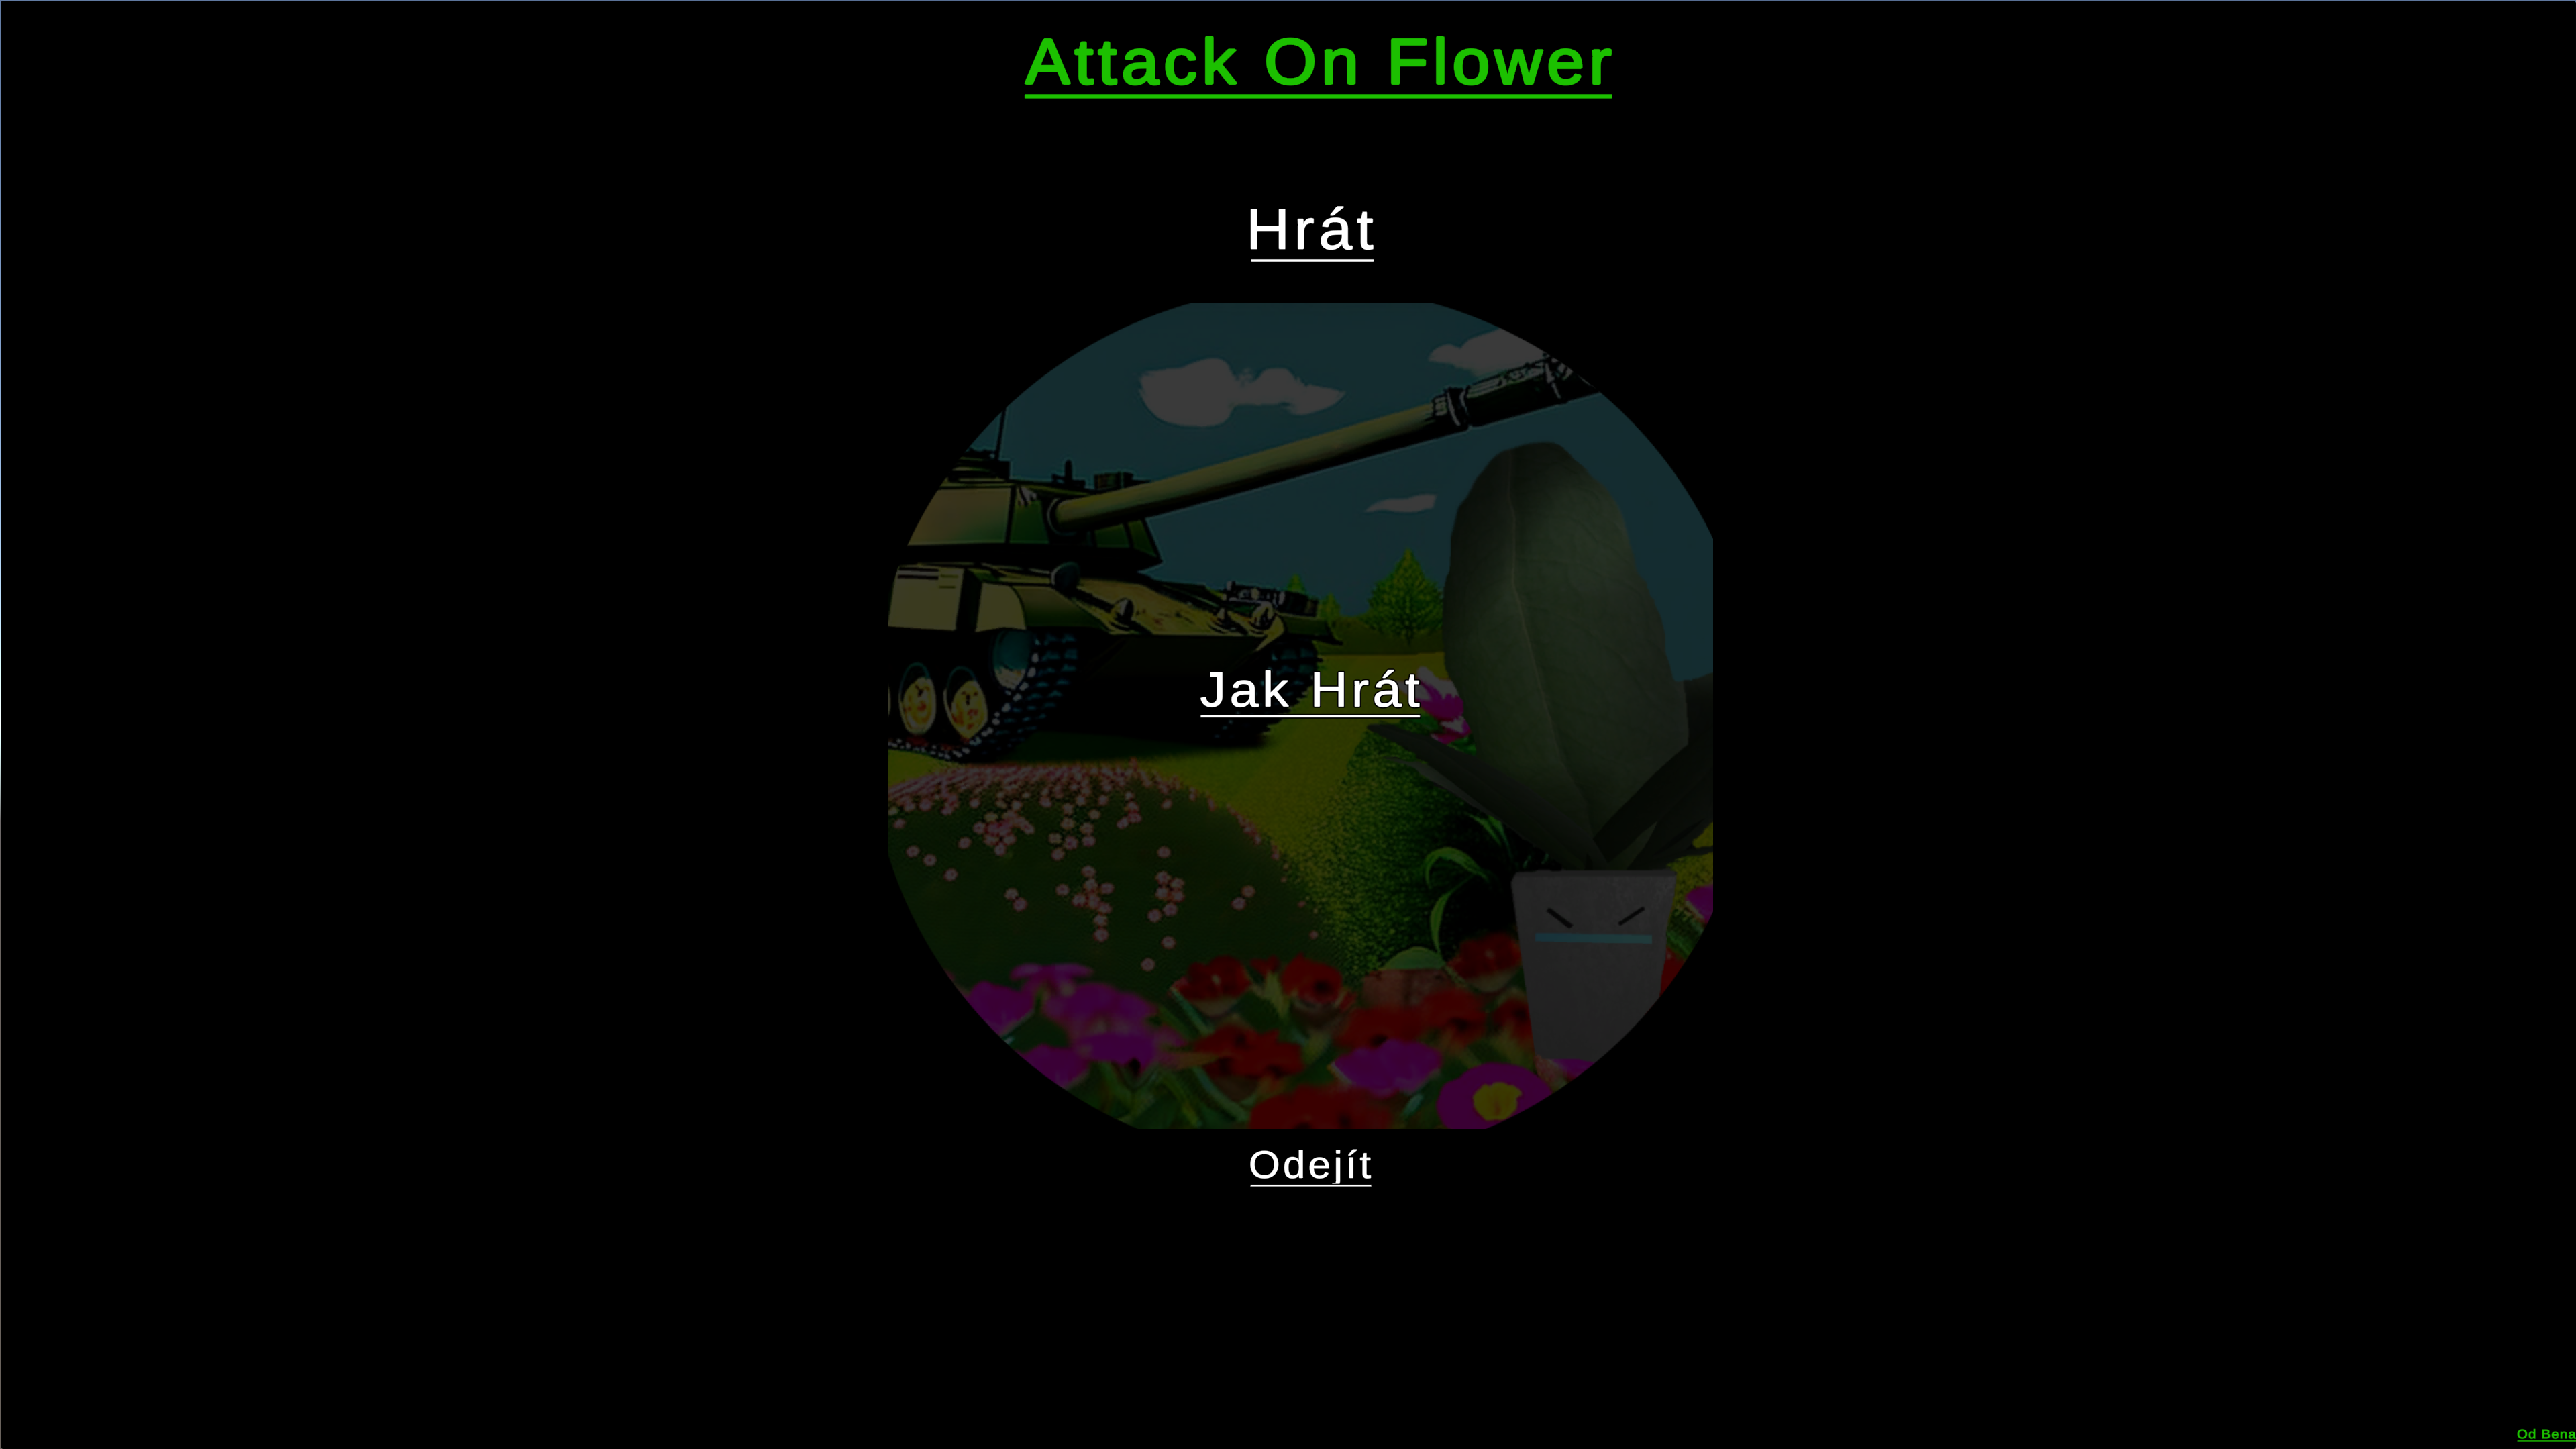 Attack On Flower
Hrát
Jak Hrát
Odejít
Od Bena